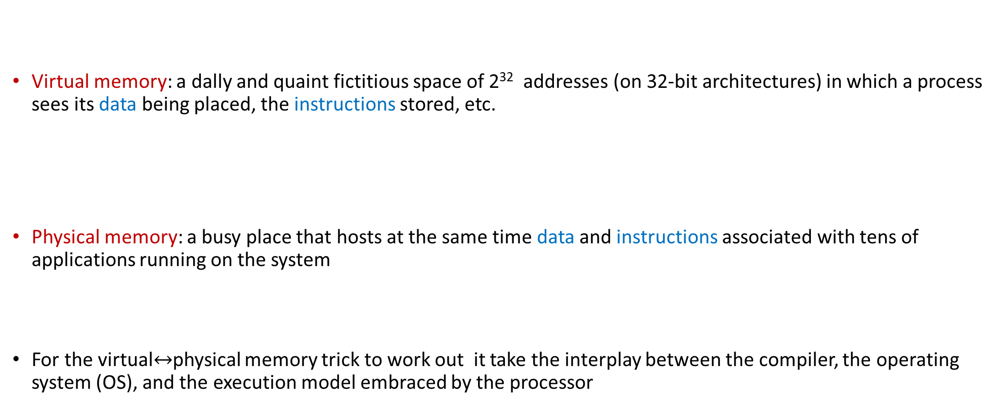 • Virtual memory: a dally and quaint fictitious space of 2³² addresses (on 32-bit architectures) in which a process
sees its data being placed, the instructions stored, etc.
• Physical memory: a busy place that hosts at the same time data and instructions associated with tens of
applications running on the system
• For the virtual↔physical memory trick to work out it take the interplay between the compiler, the operating
system (OS), and the execution model embraced by the processor